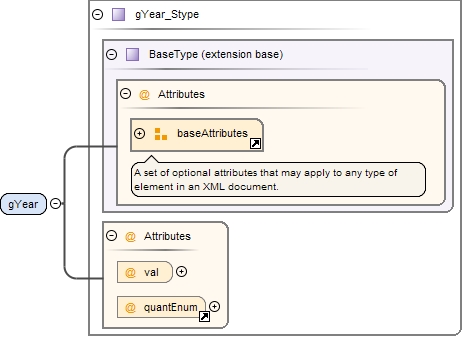 gYear_Stype
BaseType (extension base)
@ Attributes
baseAttributes
A set of optional attributes that may apply to any type of
element in an XML document.
gYear
@ Attributes
@ val
@ quantEnum